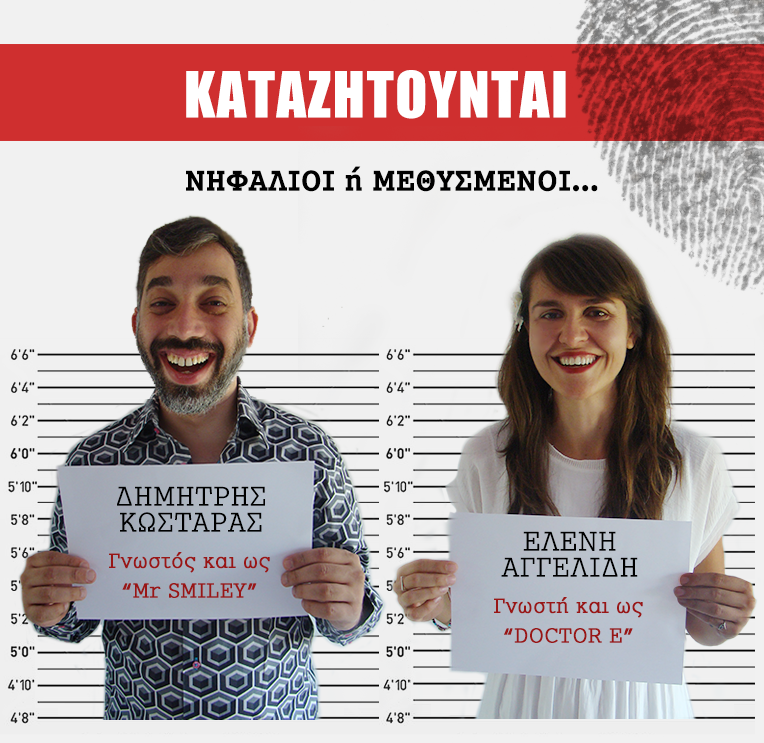 ΚΑΤΑΖΗΤΟΥΝΤΑΙ
ΝΗΦΑΛΙΟΙ ή ΜΕΘΥΣΜΕΝΟΙ...
6'6"
6'4"
6'2"
6'0"
5'10"
5'8"
5'6"
5'2
5'0"
4'10"
4'8"
ΔΗΜΗΤΡΗΣ
ΚΩΣΤΑΡΑΣ
Γνωστός και ως
“Mr SMILEY”
6'6"
6'4"
6'2"
6'0"
5'10"
5'8"
5'6"
5'2"
5'0"
4'10"
4'8"
ΕΛΕΝΗ
ΑΓΓΕΛΙΔΗ
Γνωστή και ως
“DOCTOR E”